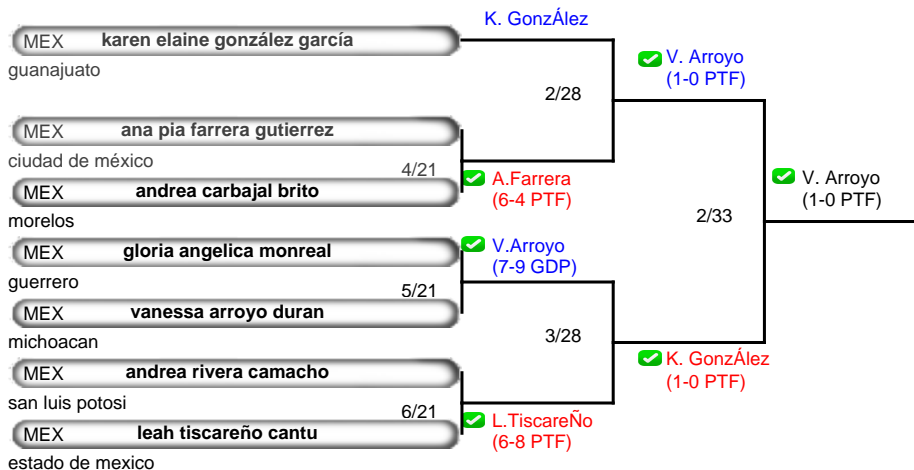 K. GonzÁlez
MEX karen elaine gonzález garcía
guanajuato
V. Arroyo
(1-0 PTF)
2/28
MEX ana pia farrera gutierrez
ciudad de méxico
4/21
A.Farrera
(6-4 PTF)
MEX andrea carbajal brito
morelos
V. Arroyo
(1-0 PTF)
2/33
MEX gloria angelica monreal
guerrero
V.Arroyo
(7-9 GDP)
5/21
MEX vanessa arroyo duran
michoacan
3/28
K. GonzÁlez
(1-0 PTF)
MEX andrea rivera camacho
san luis potosi
6/21
L.TiscareÑo
(6-8 PTF)
MEX leah tiscareño cantu
estado de mexico